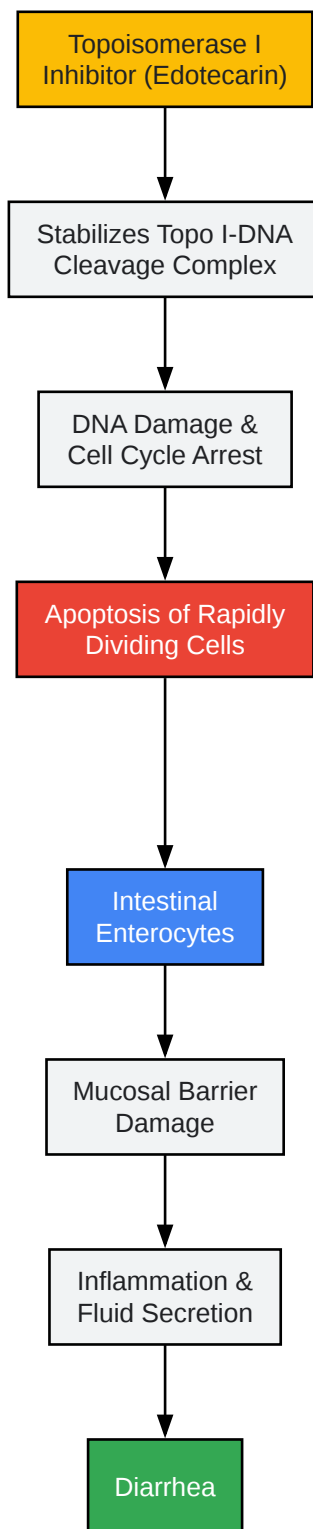 Topoisomerase I
Inhibitor (Edotecarin)
Stabilizes Topo I-DNA
Cleavage Complex
DNA Damage &
Cell Cycle Arrest
Apoptosis of Rapidly
Dividing Cells
Intestinal
Enterocytes
Mucosal Barrier
Damage
Inflammation &
Fluid Secretion
Diarrhea